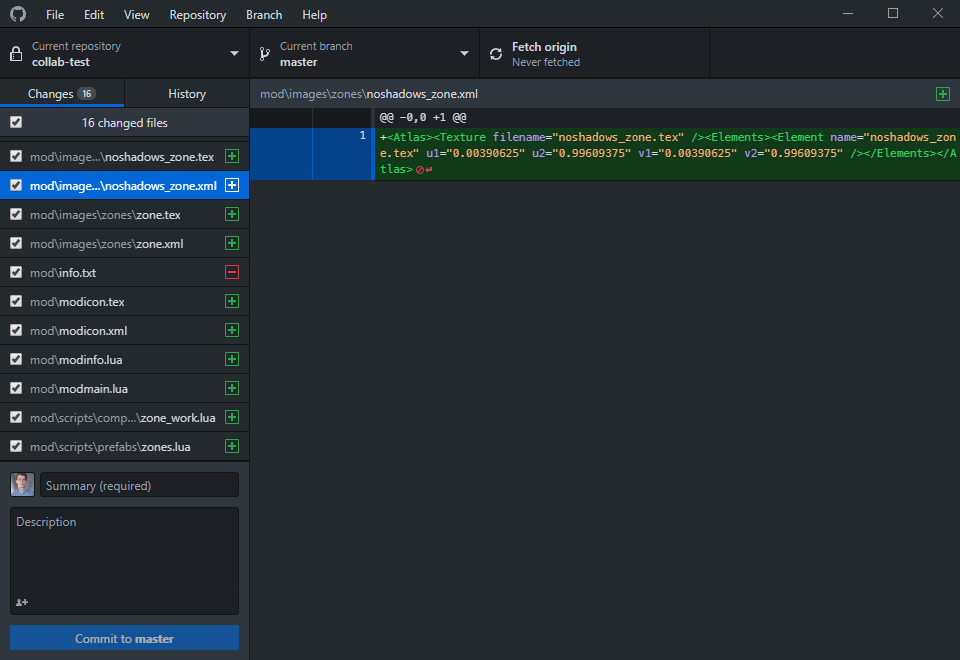 File Edit View Repository Branch Help
Current repository
collab-test
Current branch
master
Fetch origin
Never fetched
Changes 16
History
16 changed files
mod\image...\noshadows_zone.tex
mod\image...\noshadows_zone.xml
mod\images\zones\zone.tex
mod\images\zones\zone.xml
mod\info.txt
mod\modicon.tex
mod\modicon.xml
mod\modinfo.lua
mod\modmain.lua
mod\scripts\comp...\zone_work.lua
mod\scripts\prefabs\zones.lua
Summary (required)
Description
Commit to master
mod\images\zones\noshadows_zone.xml
@@ -0,0 +1 @@
1 +<Atlas><Texture filename="noshadows_zone.tex" /><Elements><Element name="noshadows_zon
e.tex" u1="0.00390625" u2="0.99609375" v1="0.00390625" v2="0.99609375" /></Elements></A
tlas>